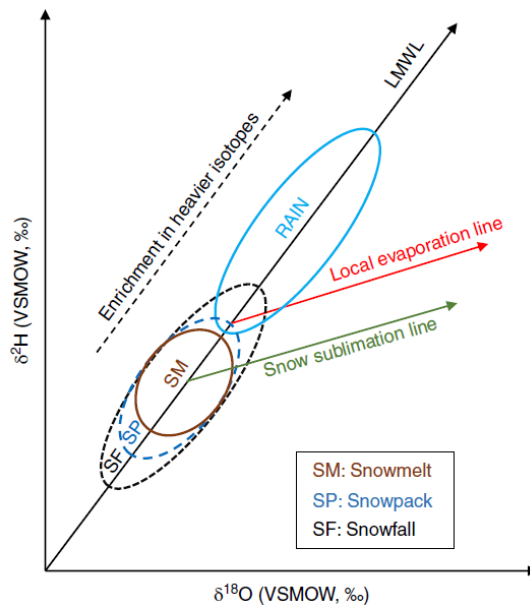 LMWL
Enrichment in heavier isotopes
RAIN
Local evaporation line
Snow sublimation line
SM
SP
SF
δ²H (VSMOW, ‰)
SM: Snowmelt
SP: Snowpack
SF: Snowfall
δ¹⁸O (VSMOW, ‰)